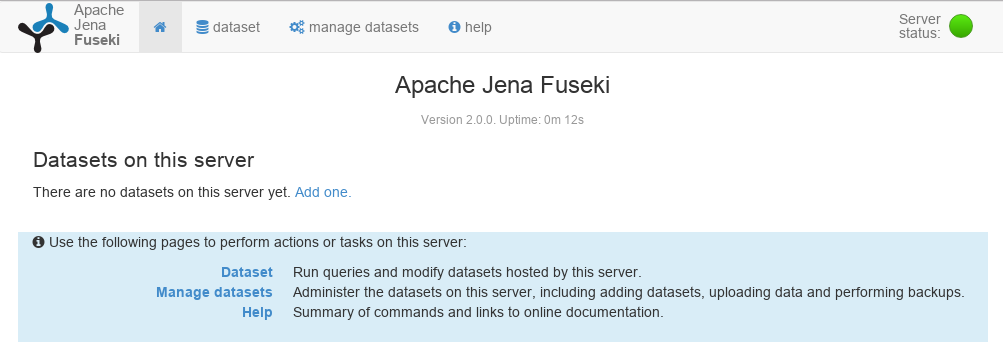 Apache
Jena
Fuseki
dataset
manage datasets
help
Server
status:
Apache Jena Fuseki
Version 2.0.0. Uptime: 0m 12s
Datasets on this server
There are no datasets on this server yet. Add one.
Use the following pages to perform actions or tasks on this server:
Dataset Run queries and modify datasets hosted by this server.
Manage datasets Administer the datasets on this server, including adding datasets, uploading data and performing backups.
Help Summary of commands and links to online documentation.